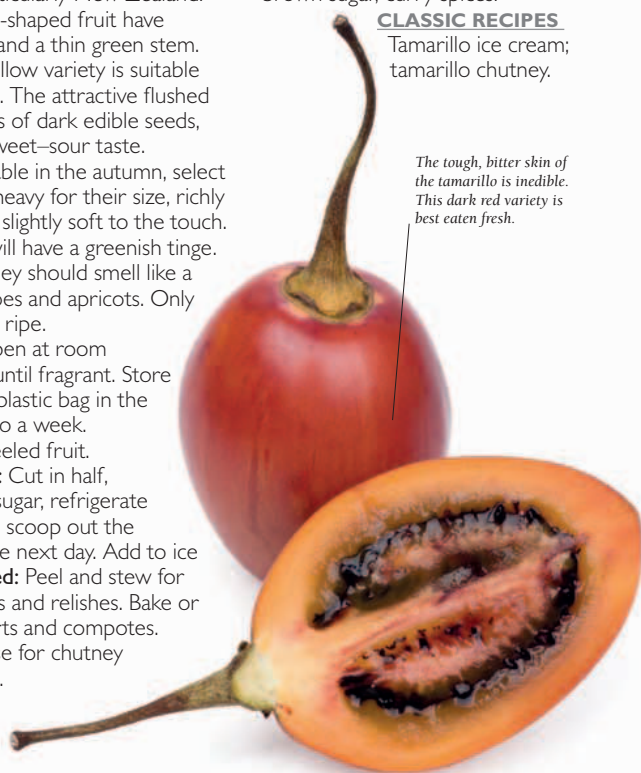 cularly New Zealand.
-shaped fruit have
and a thin green stem.
llow variety is suitable
. The attractive flushed
s of dark edible seeds,
weet–sour taste.
able in the autumn, select
heavy for their size, richly
slightly soft to the touch.
vill have a greenish tinge.
ey should smell like a
pes and apricots. Only
ripe.
pen at room
until fragrant. Store
plastic bag in the
o a week.
eeled fruit.
: Cut in half,
sugar, refrigerate
scoop out the
e next day. Add to ice
ed: Peel and stew for
s and relishes. Bake or
rts and compotes.
se for chutney
.
sugar, curry spices.
CLASSIC RECIPES
Tamarillo ice cream;
tamarillo chutney.
The tough, bitter skin of
the tamarillo is inedible.
This dark red variety is
best eaten fresh.